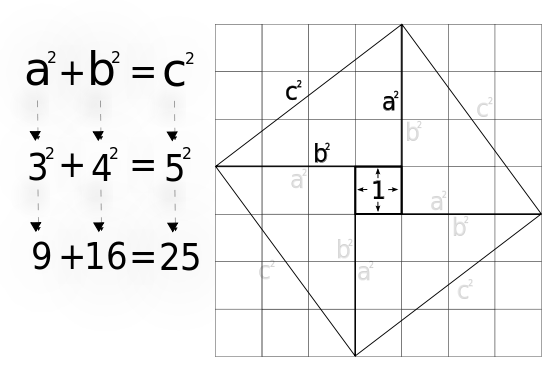 a² + b² = c²
3² + 4² = 5²
9 + 16 = 25
c²
a²
c²
b²
b²
a²
1
a²
b²
b²
c²
a²
c²